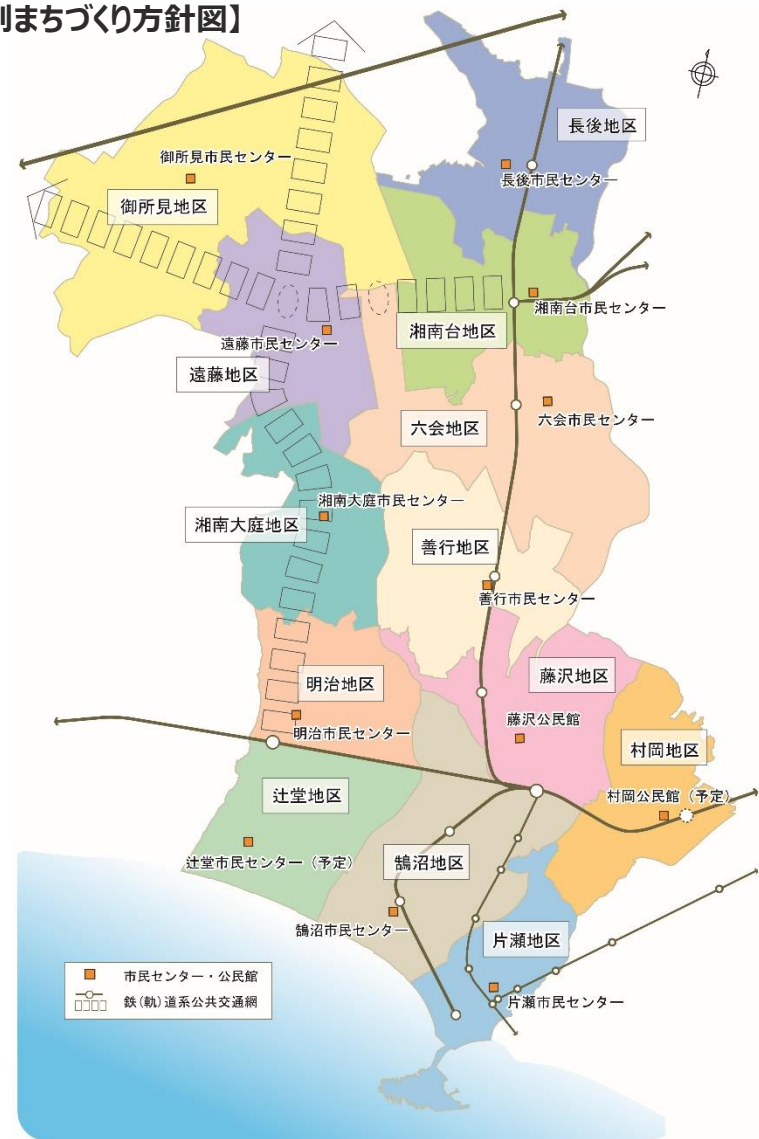 別まちづくり方針図】
長後地区
御所見市民センター
長後市民センター
御所見地区
湘南台市民センター
湘南台地区
遠藤市民センター
遠藤地区
六会市民センター
六会地区
湘南大庭市民センター
湘南大庭地区
善行地区
善行市民センター
藤沢地区
明治地区
藤沢公民館
明治市民センター
村岡地区
辻堂地区
村岡公民館（予定）
辻堂市民センター（予定）
鵠沼地区
鵠沼市民センター
片瀬地区
市民センター・公民館
鉄（軌）道系公共交通網
片瀬市民センター